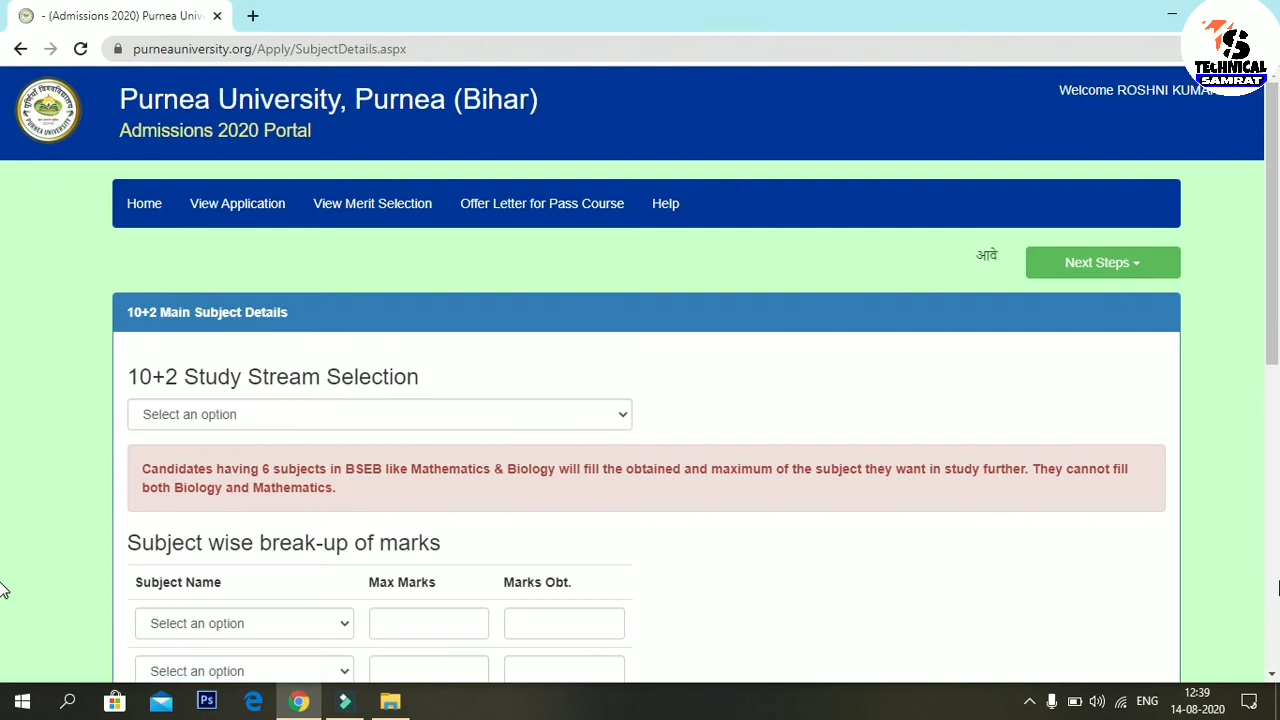 - (Admissions 2020) Purnea Univ
purneauniversity.org/Apply/SubjectDetails.aspx
TECHNICAL
SAMRAT
Purnea University, Purnea (Bihar)
Admissions 2020 Portal
Welcome ROSHNI KUMA
Home View Application View Merit Selection Offer Letter for Pass Course Help
आवे
Next Steps
10+2 Main Subject Details
10+2 Study Stream Selection
Select an option
Candidates having 6 subjects in BSEB like Mathematics & Biology will fill the obtained and maximum of the subject they want in study further. They cannot fill
both Biology and Mathematics.
Subject wise break-up of marks
Subject Name Max Marks Marks Obt.
Select an option
Select an option
Ps
ENG
12:39
14-08-2020